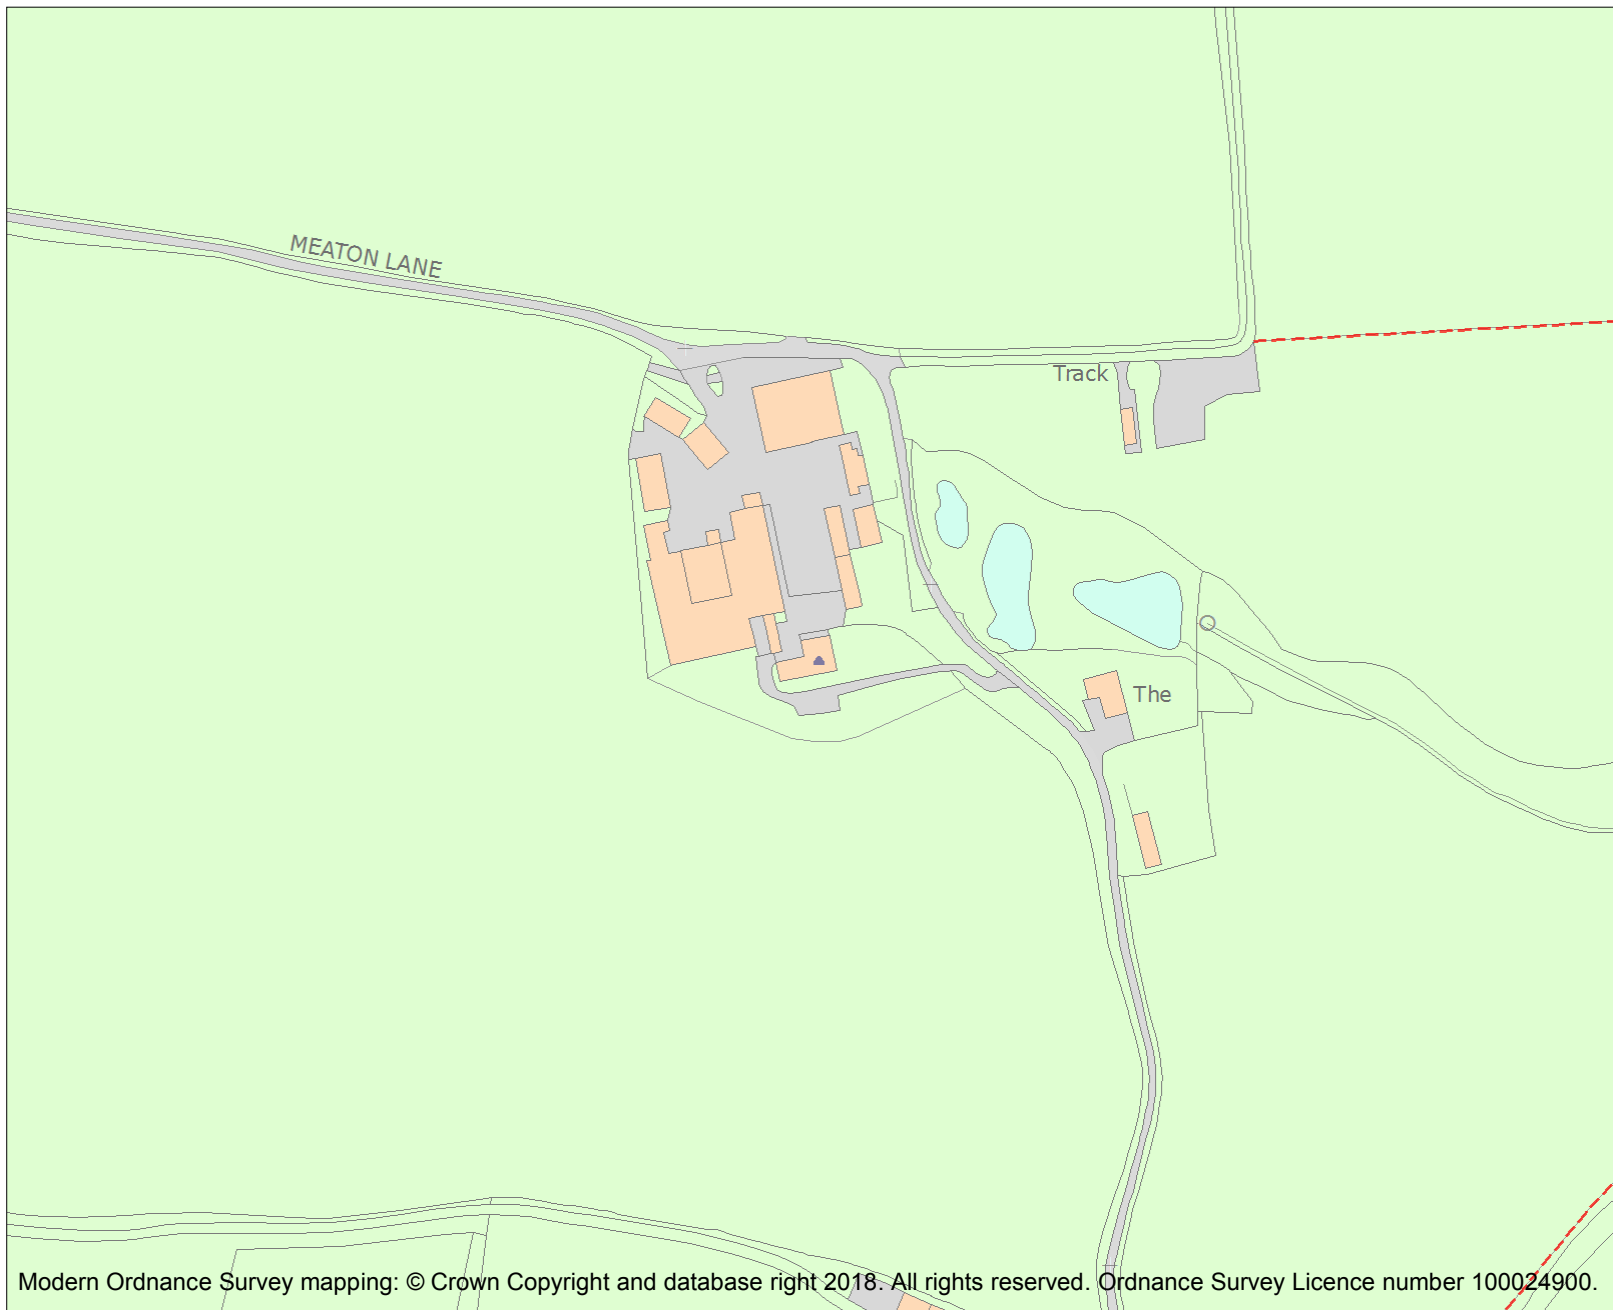 MEATON LANE
Track
The
Modern Ordnance Survey mapping: © Crown Copyright and database right 2018. All rights reserved. Ordnance Survey Licence number 100024900.